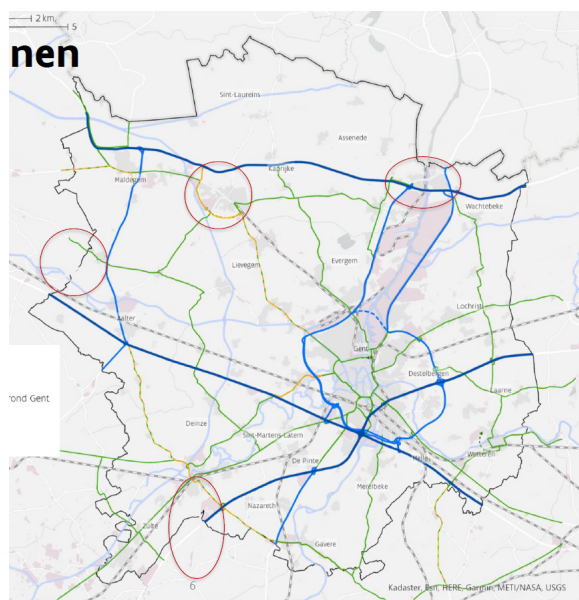 2 km
5
nen
Sint-Laureins
Assenede
Kaprijke
Maldegem
Wachtebeke
Lievegem
Evergem
Lochristi
Aalter
Gent
Destelbergen
Laarne
rond Gent
Deinze
Sint-Martens-Latem
De Pinte
Melle
Wetteren
Merelbeke
Nazareth
Zulte
Gavere
6
Kadaster, Esri, HERE, Garmin, METI/NASA, USGS